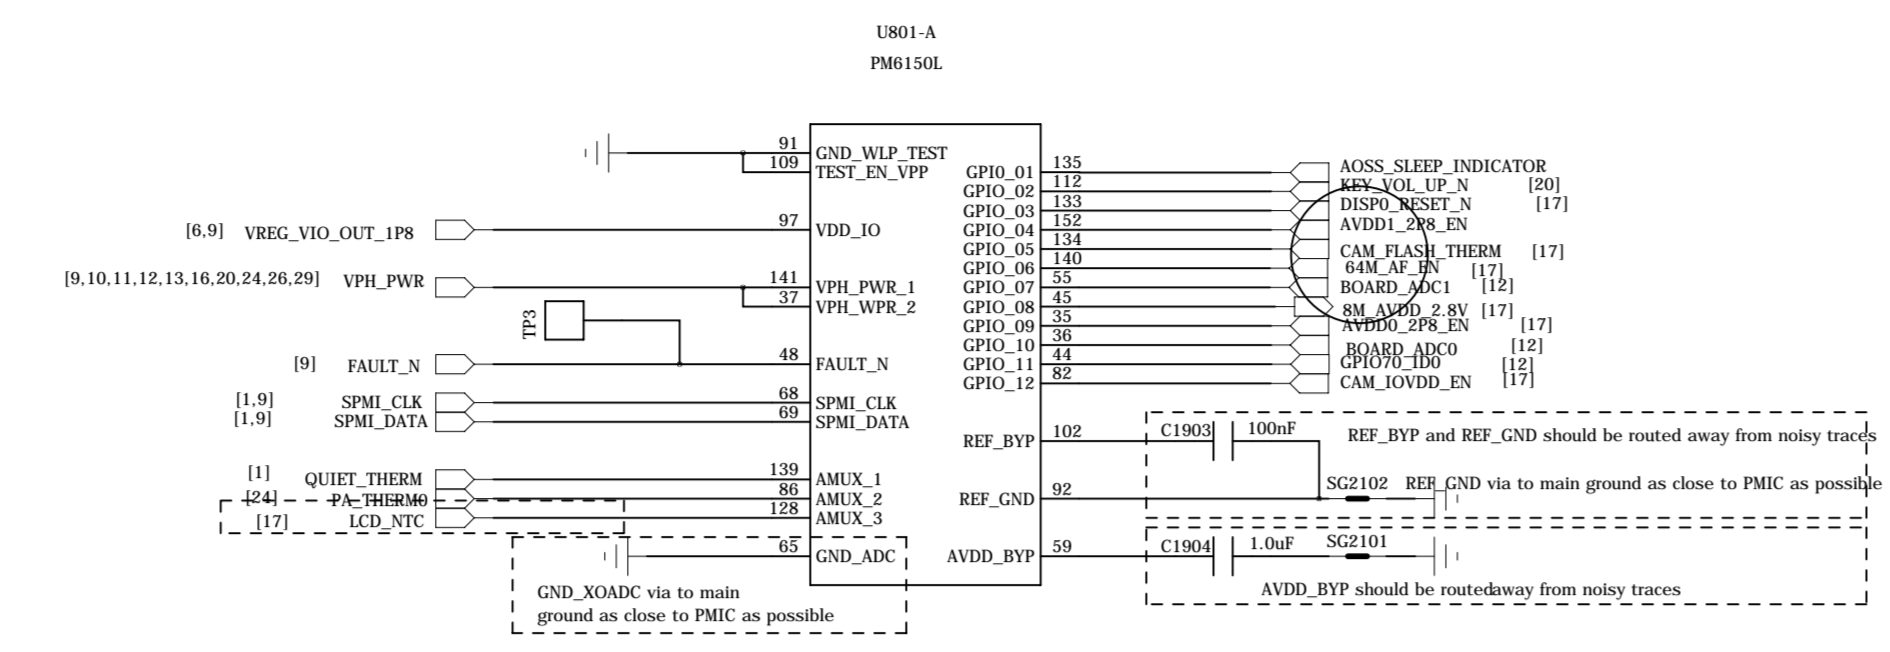 U801-A
PM6150L
91 GND_WLP_TEST
109 TEST_EN_VPP
[6,9] VREG_VIO_OUT_1P8 97 VDD_IO
[9,10,11,12,13,16,20,24,26,29] VPH_PWR 141 VPH_PWR_1
37 VPH_WPR_2
TP3
[9] FAULT_N 48 FAULT_N
[1,9] SPMI_CLK 68 SPMI_CLK
[1,9] SPMI_DATA 69 SPMI_DATA
[1] QUIET_THERM 139 AMUX_1
[24] PA_THERM0 86 AMUX_2
[17] LCD_NTC 128 AMUX_3
65 GND_ADC
GND_XOADC via to main
ground as close to PMIC as possible
GPI0_01 135 AOSS_SLEEP_INDICATOR
GPIO_02 112 KEY_VOL_UP_N [20]
GPIO_03 133 DISP0_RESET_N [17]
GPIO_04 152 AVDD1_2P8_EN
GPIO_05 134 CAM_FLASH_THERM [17]
GPIO_06 140 64M_AF_EN [17]
GPIO_07 55 BOARD_ADC1 [12]
GPIO_08 45 8M_AVDD_2.8V [17]
GPIO_09 35 AVDD0_2P8_EN [17]
GPIO_10 36 BOARD_ADC0 [12]
GPIO_11 44 GPIO70_ID0 [12]
GPIO_12 82 CAM_IOVDD_EN [17]
REF_BYP 102 C1903 100nF REF_BYP and REF_GND should be routed away from noisy traces
REF_GND 92 SG2102 REF_GND via to main ground as close to PMIC as possible
AVDD_BYP 59 C1904 1.0uF SG2101
AVDD_BYP should be routedaway from noisy traces